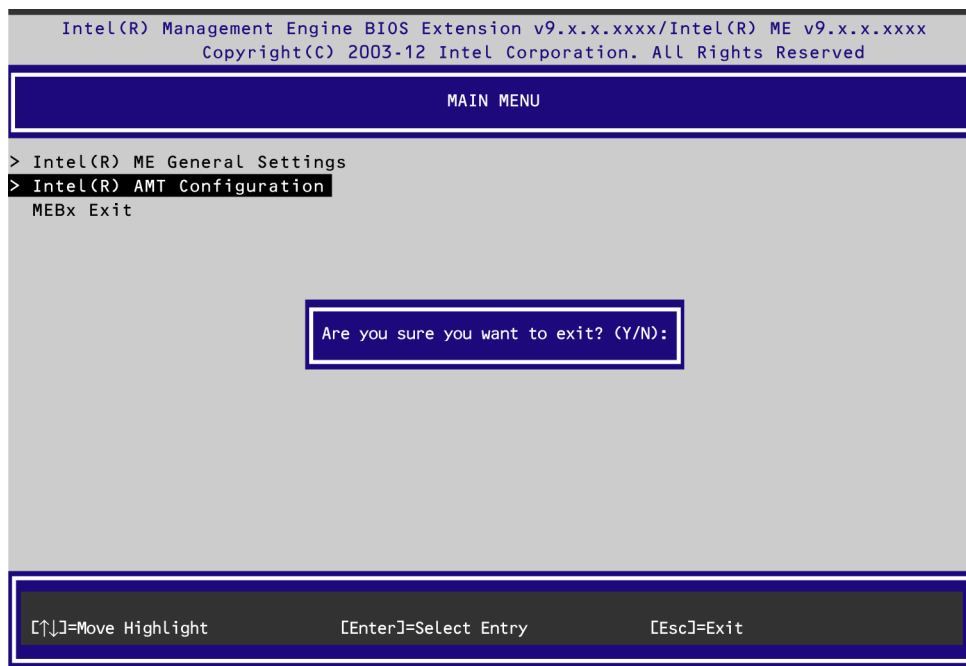 Intel(R) Management Engine BIOS Extension v9.x.x.xxxx/Intel(R) ME v9.x.x.xxxx
Copyright(C) 2003-12 Intel Corporation. All Rights Reserved
MAIN MENU
> Intel(R) ME General Settings
> Intel(R) AMT Configuration
MEBx Exit
Are you sure you want to exit? (Y/N):
[↑↓]=Move Highlight [Enter]=Select Entry [Esc]=Exit